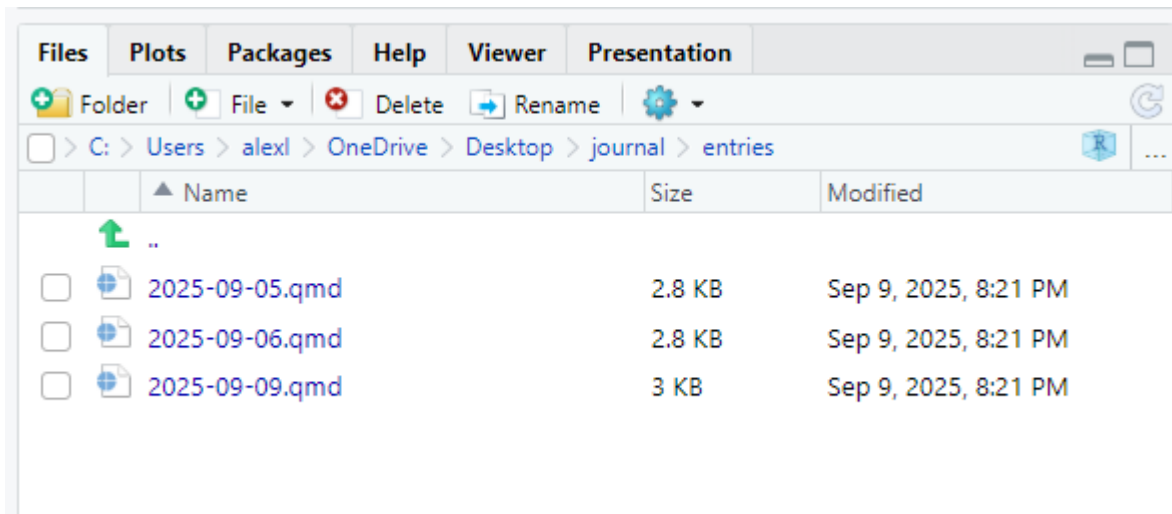 Files Plots Packages Help Viewer Presentation
Folder File Delete Rename
C: > Users > alexl > OneDrive > Desktop > journal > entries R ...
Name Size Modified
..
2025-09-05.qmd 2.8 KB Sep 9, 2025, 8:21 PM
2025-09-06.qmd 2.8 KB Sep 9, 2025, 8:21 PM
2025-09-09.qmd 3 KB Sep 9, 2025, 8:21 PM